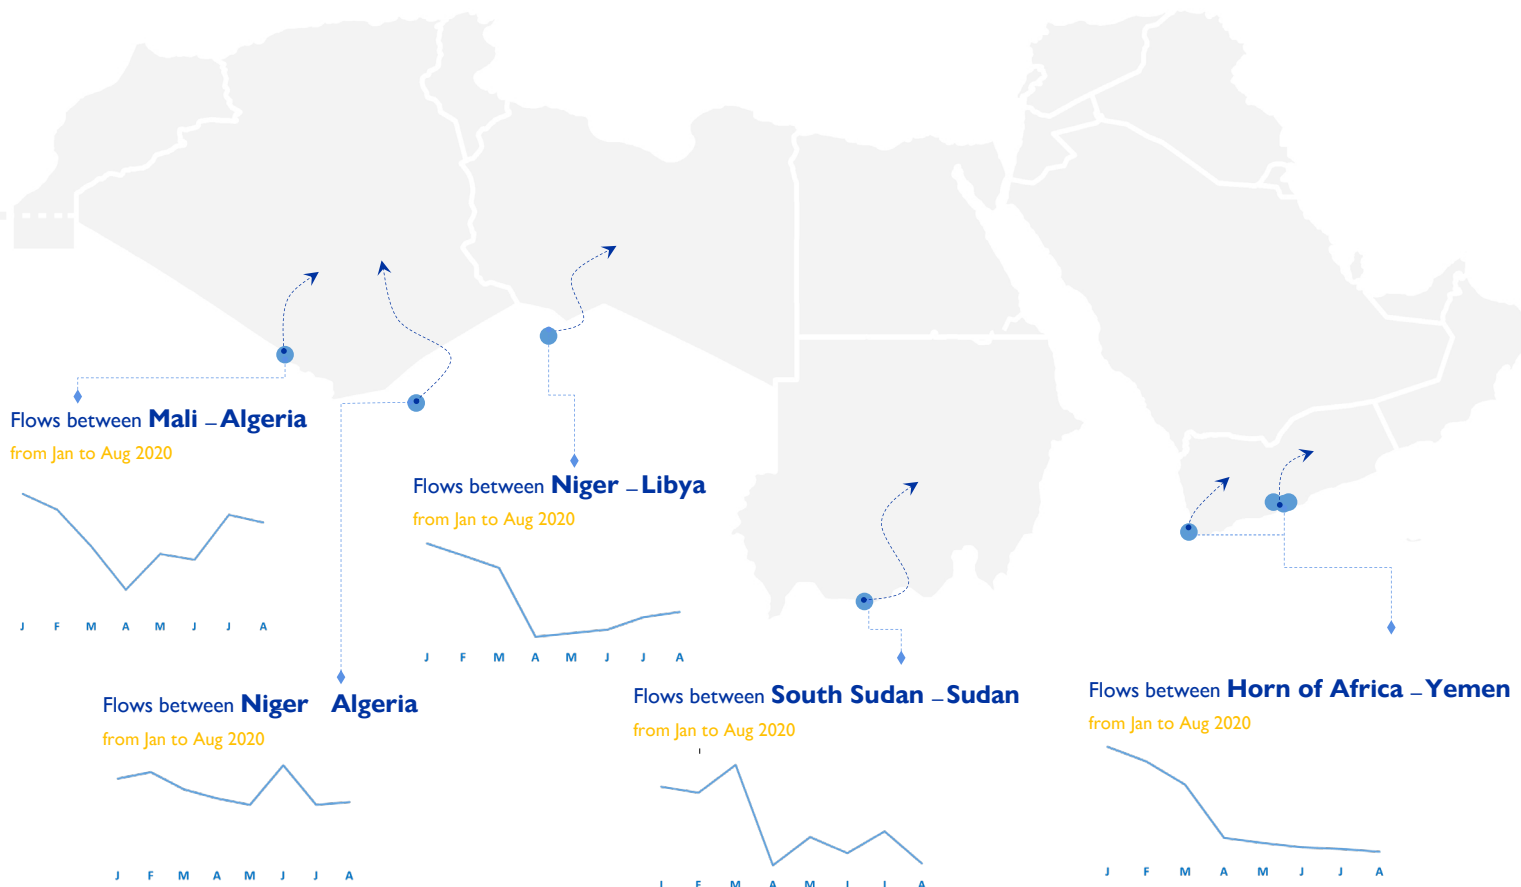 Flows between Mali – Algeria
from Jan to Aug 2020
J F M A M J J A
Flows between Niger – Libya
from Jan to Aug 2020
J F M A M J J A
Flows between Niger Algeria
from Jan to Aug 2020
J F M A M J J A
Flows between South Sudan – Sudan
from Jan to Aug 2020
J F M A M J J A
Flows between Horn of Africa – Yemen
from Jan to Aug 2020
J F M A M J J A